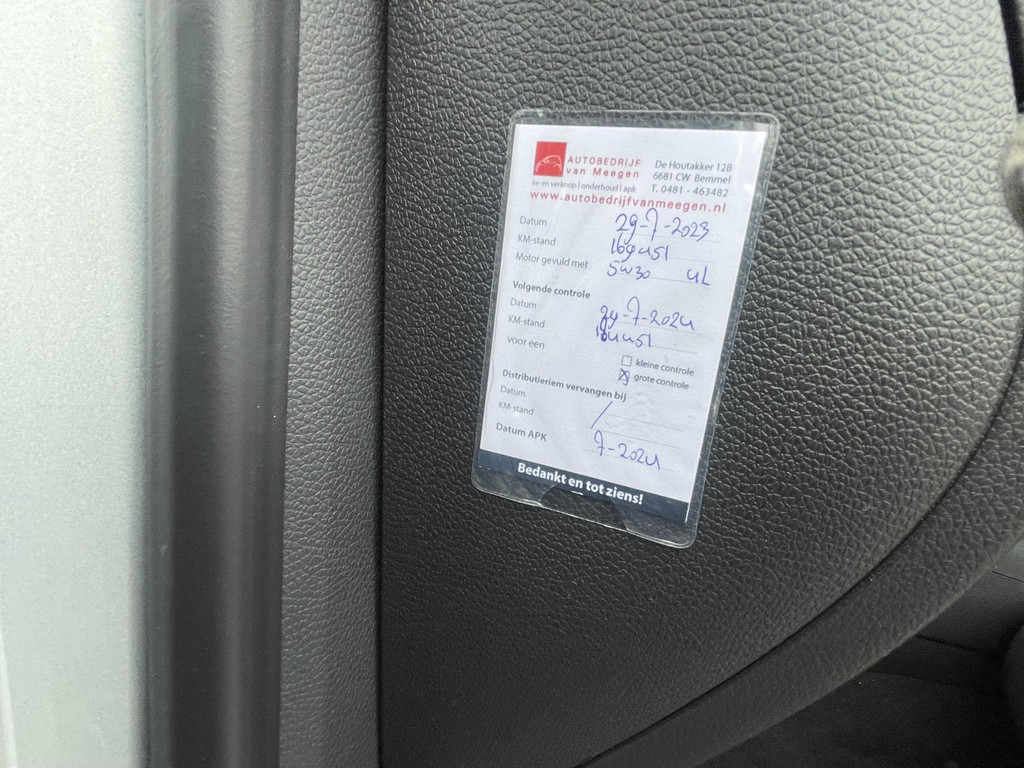 AUTOBEDRIJF
van Meegen
in- en verkoop | onderhoud | apk
De Houtakker 12B
6681 CW Bemmel
T. 0481 - 463482
www.autobedrijfvanmeegen.nl
Datum 29-7-2023
KM-stand 169451
Motor gevuld met 5W30 4L
Volgende controle
Datum 29-7-2024
KM-stand
voor een
kleine controle
grote controle
Distributieriem vervangen bij
Datum /
KM-stand
Datum APK 7-2024
Bedankt en tot ziens!